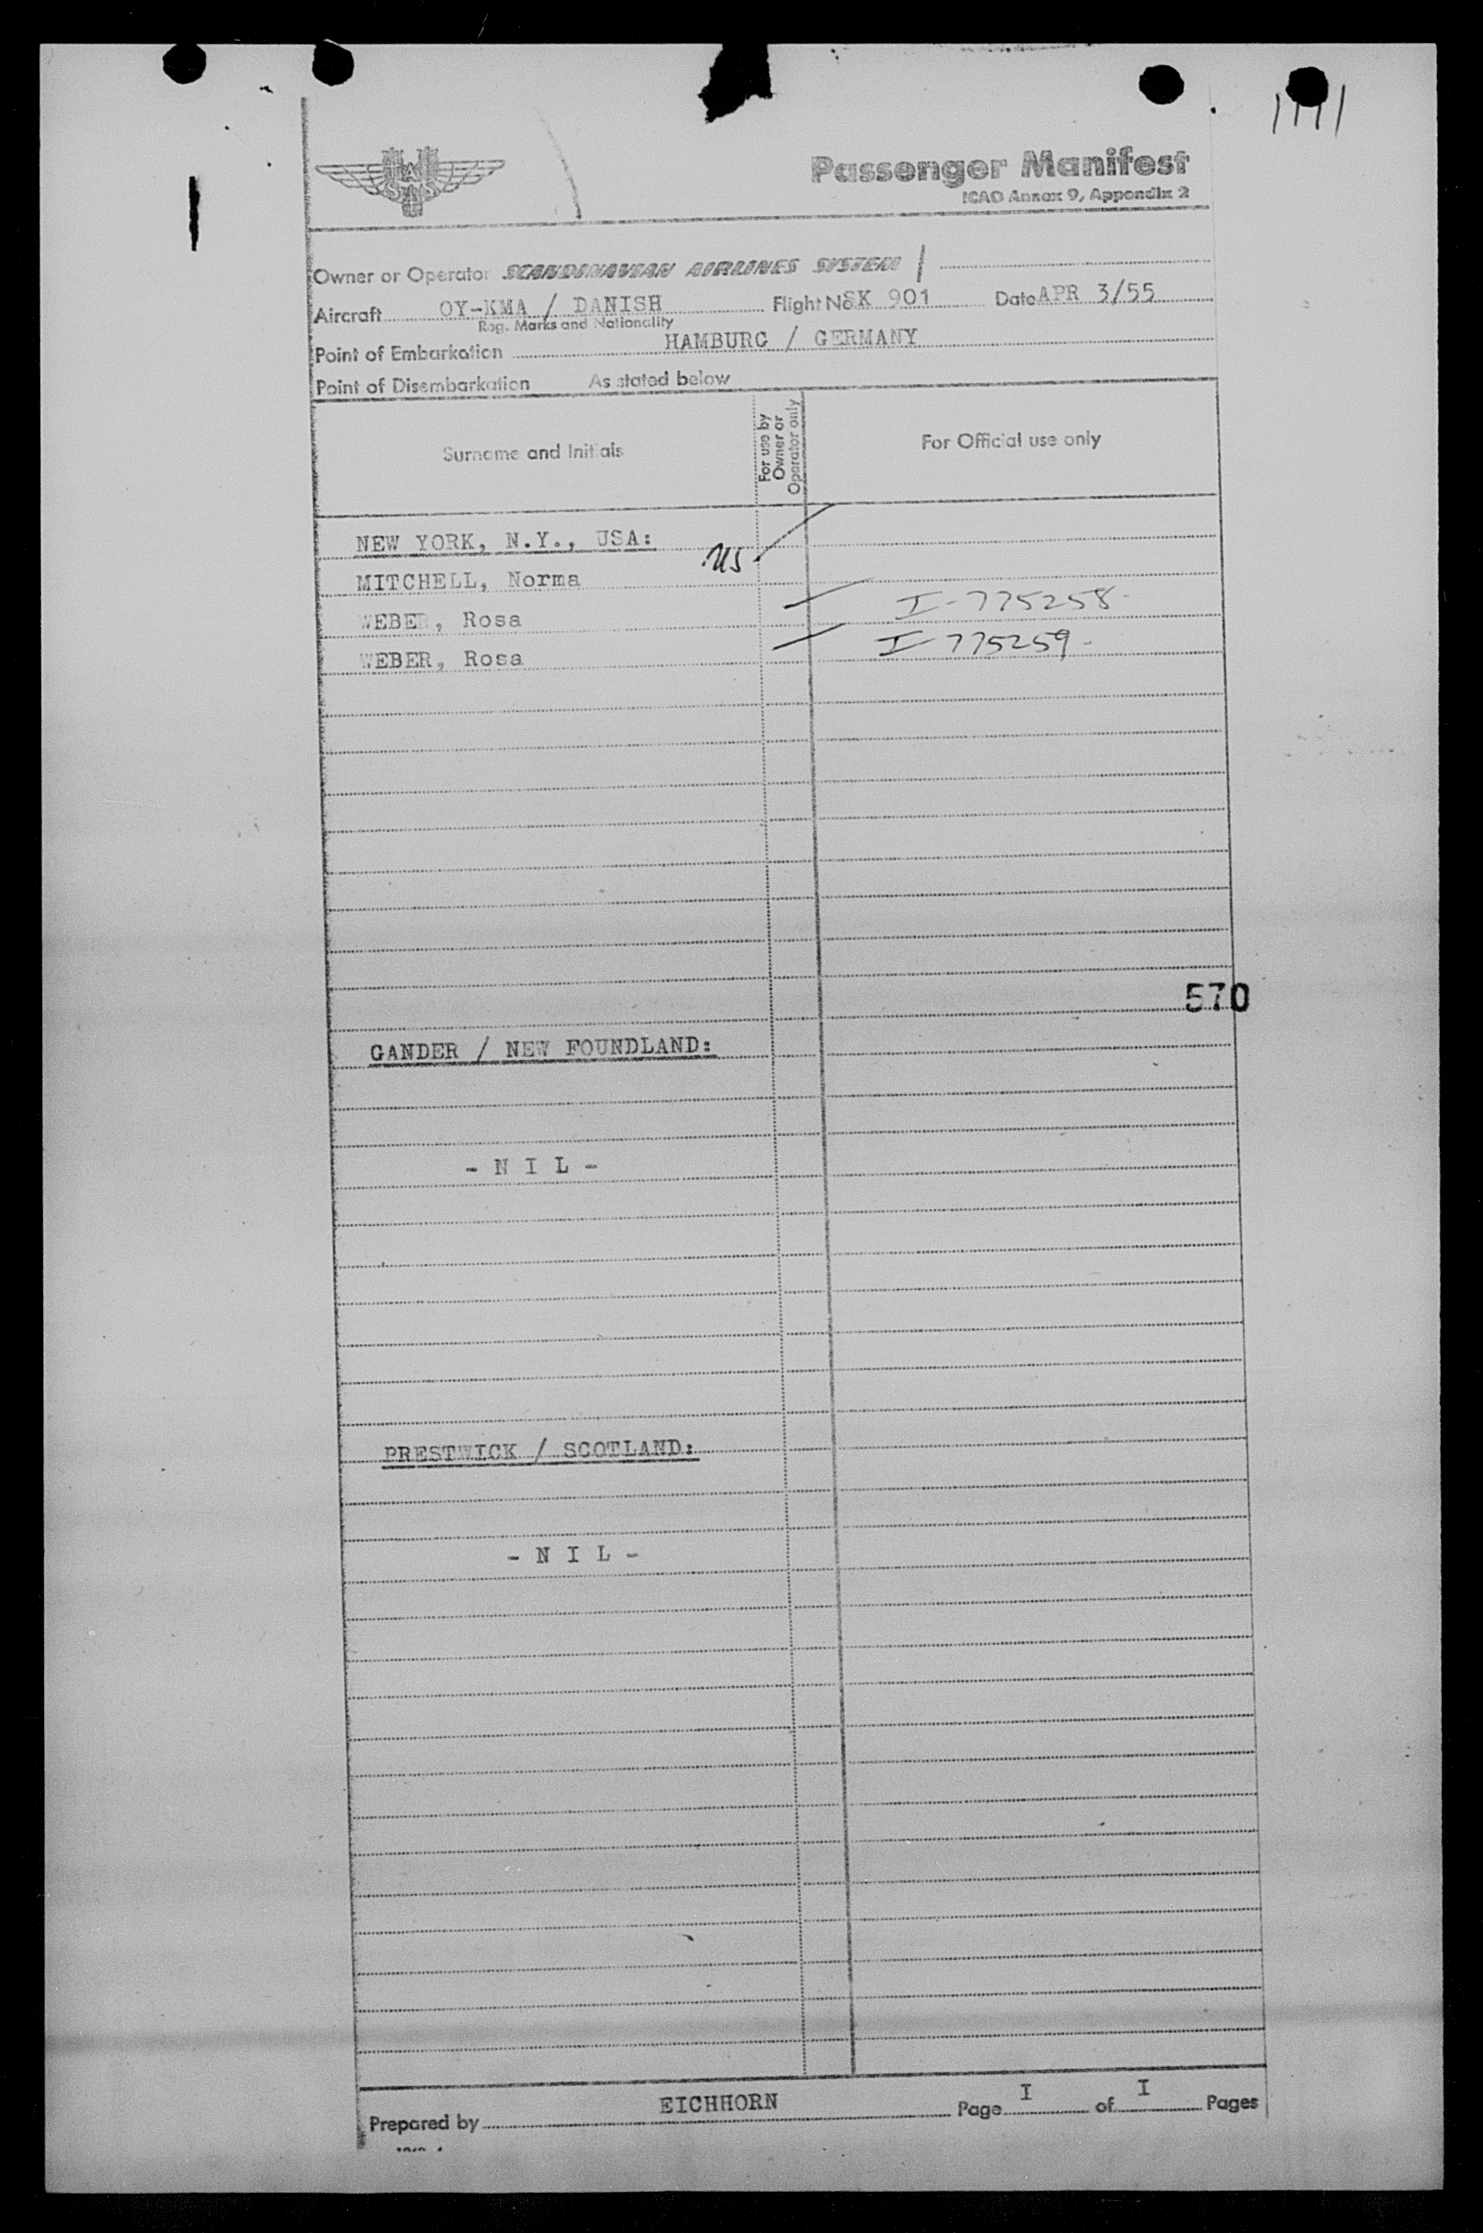 1111
SAS
Passenger Manifest
ICAO Annex 9, Appendix 2
Owner or Operator SCANDINAVIAN AIRLINES SYSTEM /
Aircraft OY-KMA / DANISH Flight No SK 901 Date APR 3/55
Reg. Marks and Nationality
Point of Embarkation HAMBURG / GERMANY
Point of Disembarkation As stated below
Surname and Initials For use by Owner or Operator only For Official use only
NEW YORK, N.Y., USA:
MITCHELL, Norma US
WEBER, Rosa I-775258-
WEBER, Rosa I-775259-
570
GANDER / NEW FOUNDLAND:
- N I L -
PRESTWICK / SCOTLAND:
- N I L -
Prepared by EICHHORN Page I of I Pages